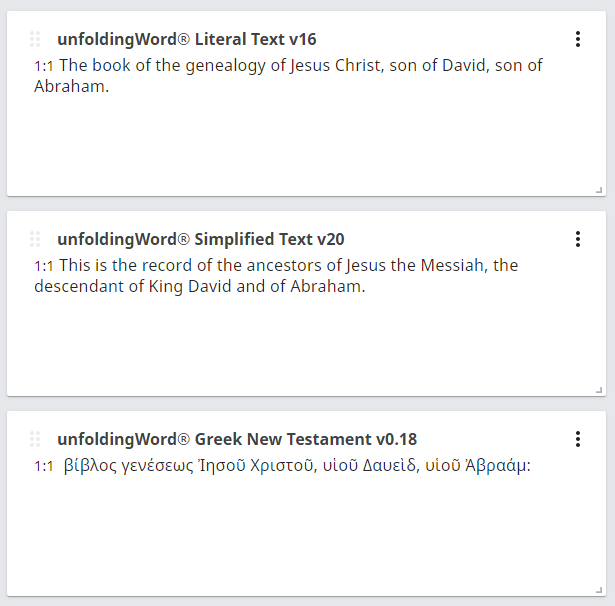 unfoldingWord® Literal Text v16
1:1 The book of the genealogy of Jesus Christ, son of David, son of
Abraham.
unfoldingWord® Simplified Text v20
1:1 This is the record of the ancestors of Jesus the Messiah, the
descendant of King David and of Abraham.
unfoldingWord® Greek New Testament v0.18
1:1 βίβλος γενέσεως Ἰησοῦ Χριστοῦ, υἱοῦ Δαυεὶδ, υἱοῦ Ἀβραάμ: